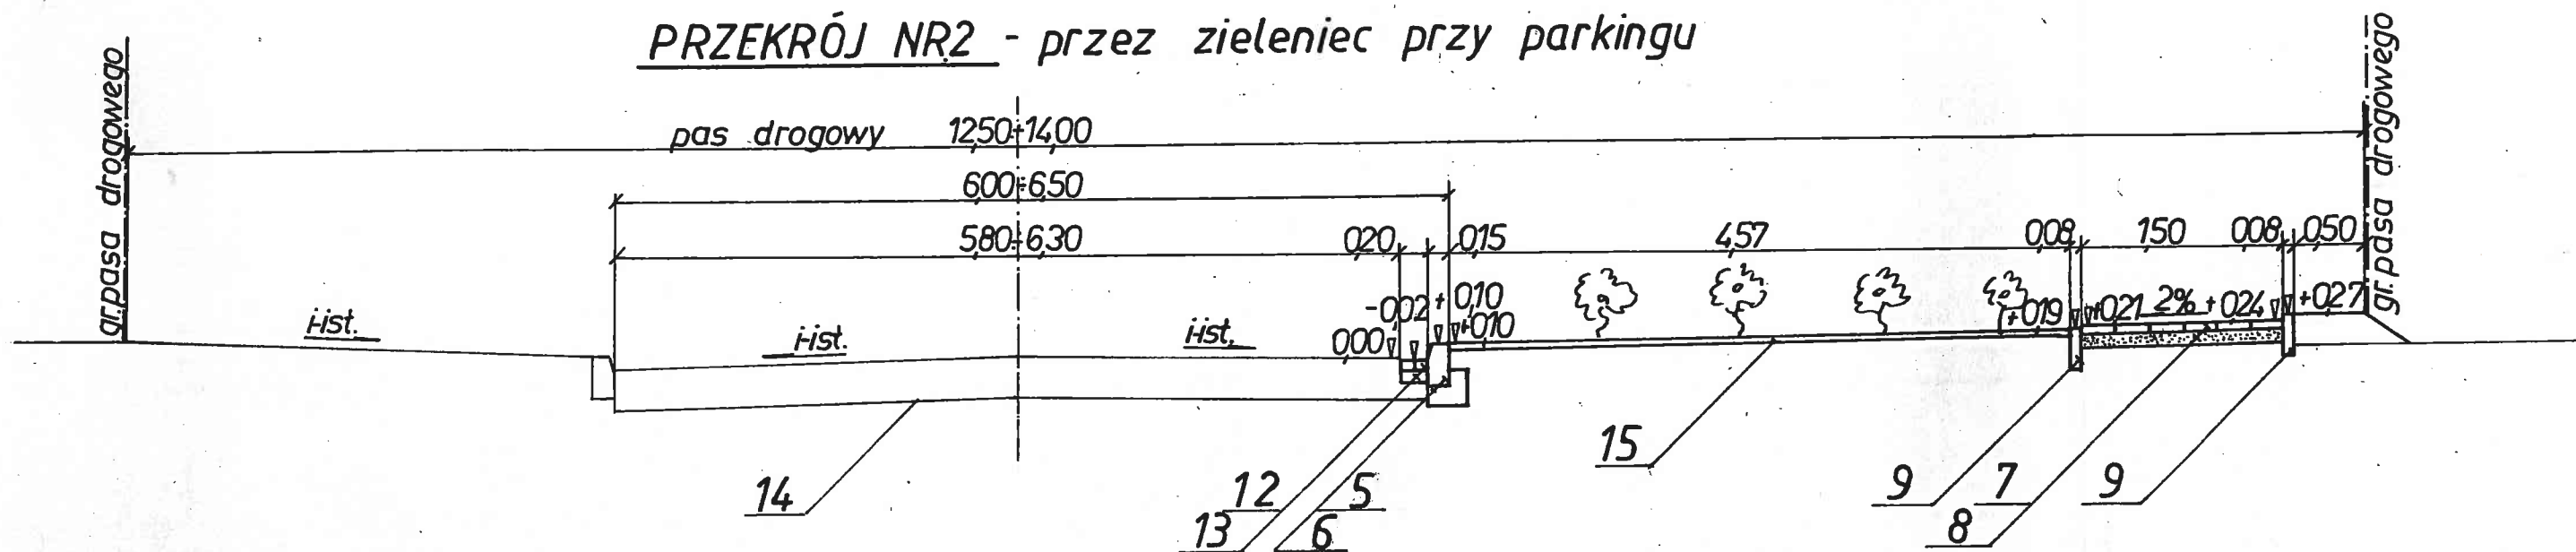 PRZEKRÓJ NR2 - przez zieleniec przy parkingu
gr.pasa drogowego
gr.pasa drogowego
pas drogowy 12,50÷14,00
6,00÷6,50
5,80÷6,30 0,20 0,15 4,57 0,08 1,50 0,08 0,50
-0,02 +0,10
0,00 +0,10 +0,19 +0,21 2% +0,24 +0,27
i-ist. i-ist. i-ist.
15
14 12 5 9 7 9
13 6 8